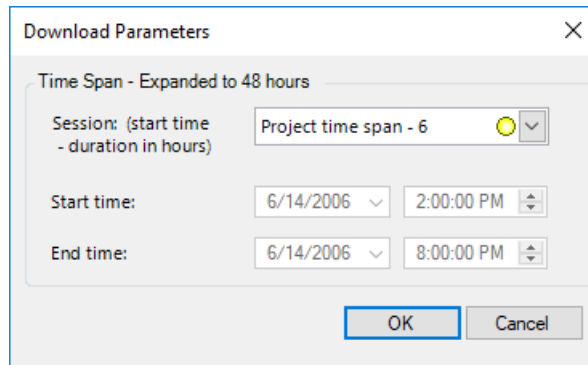 Download Parameters
Time Span - Expanded to 48 hours
Session: (start time
- duration in hours)
Project time span - 6
Start time:
6/14/2006
2:00:00 PM
End time:
6/14/2006
8:00:00 PM
OK
Cancel